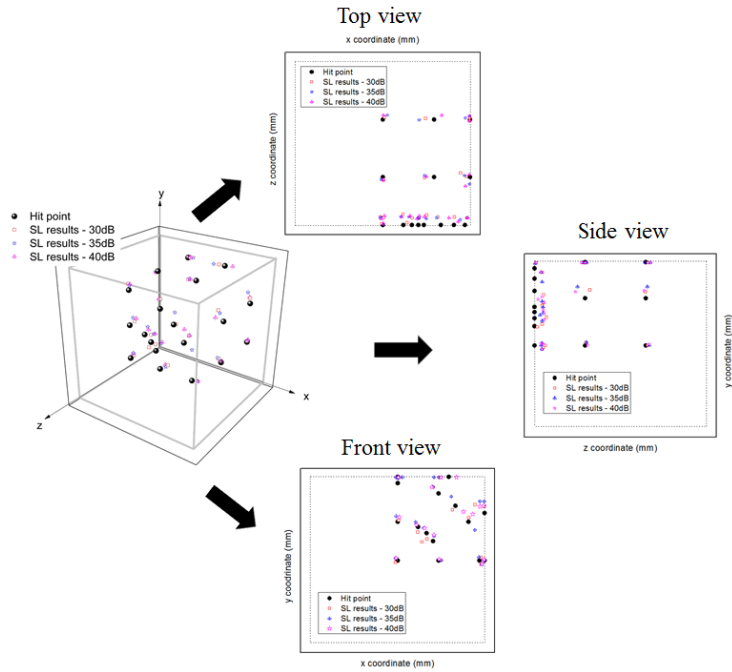 Top view
x coordinate (mm)
Hit point
SL results - 30dB
SL results - 35dB
SL results - 40dB
z coordinate (mm)
y
Hit point
SL results - 30dB
SL results - 35dB
SL results - 40dB
x
z
Side view
Hit point
SL results - 30dB
SL results - 35dB
SL results - 40dB
y coordinate (mm)
z coordinate (mm)
Front view
y coodrinate (mm)
Hit point
SL results - 30dB
SL results - 35dB
SL results - 40dB
x coordinate (mm)